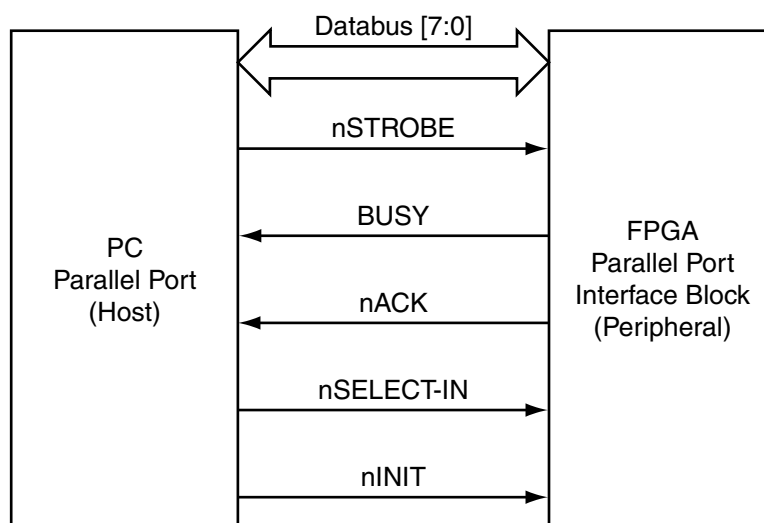 Databus [7:0]
nSTROBE
BUSY
nACK
nSELECT-IN
nINIT
PC
Parallel Port
(Host)
FPGA
Parallel Port
Interface Block
(Peripheral)